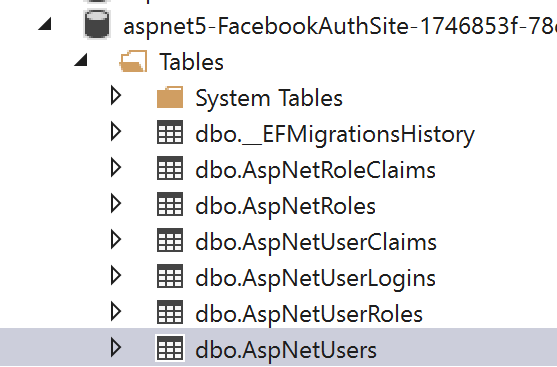 aspnet5-FacebookAuthSite-1746853f-78
Tables
System Tables
dbo.__EFMigrationsHistory
dbo.AspNetRoleClaims
dbo.AspNetRoles
dbo.AspNetUserClaims
dbo.AspNetUserLogins
dbo.AspNetUserRoles
dbo.AspNetUsers